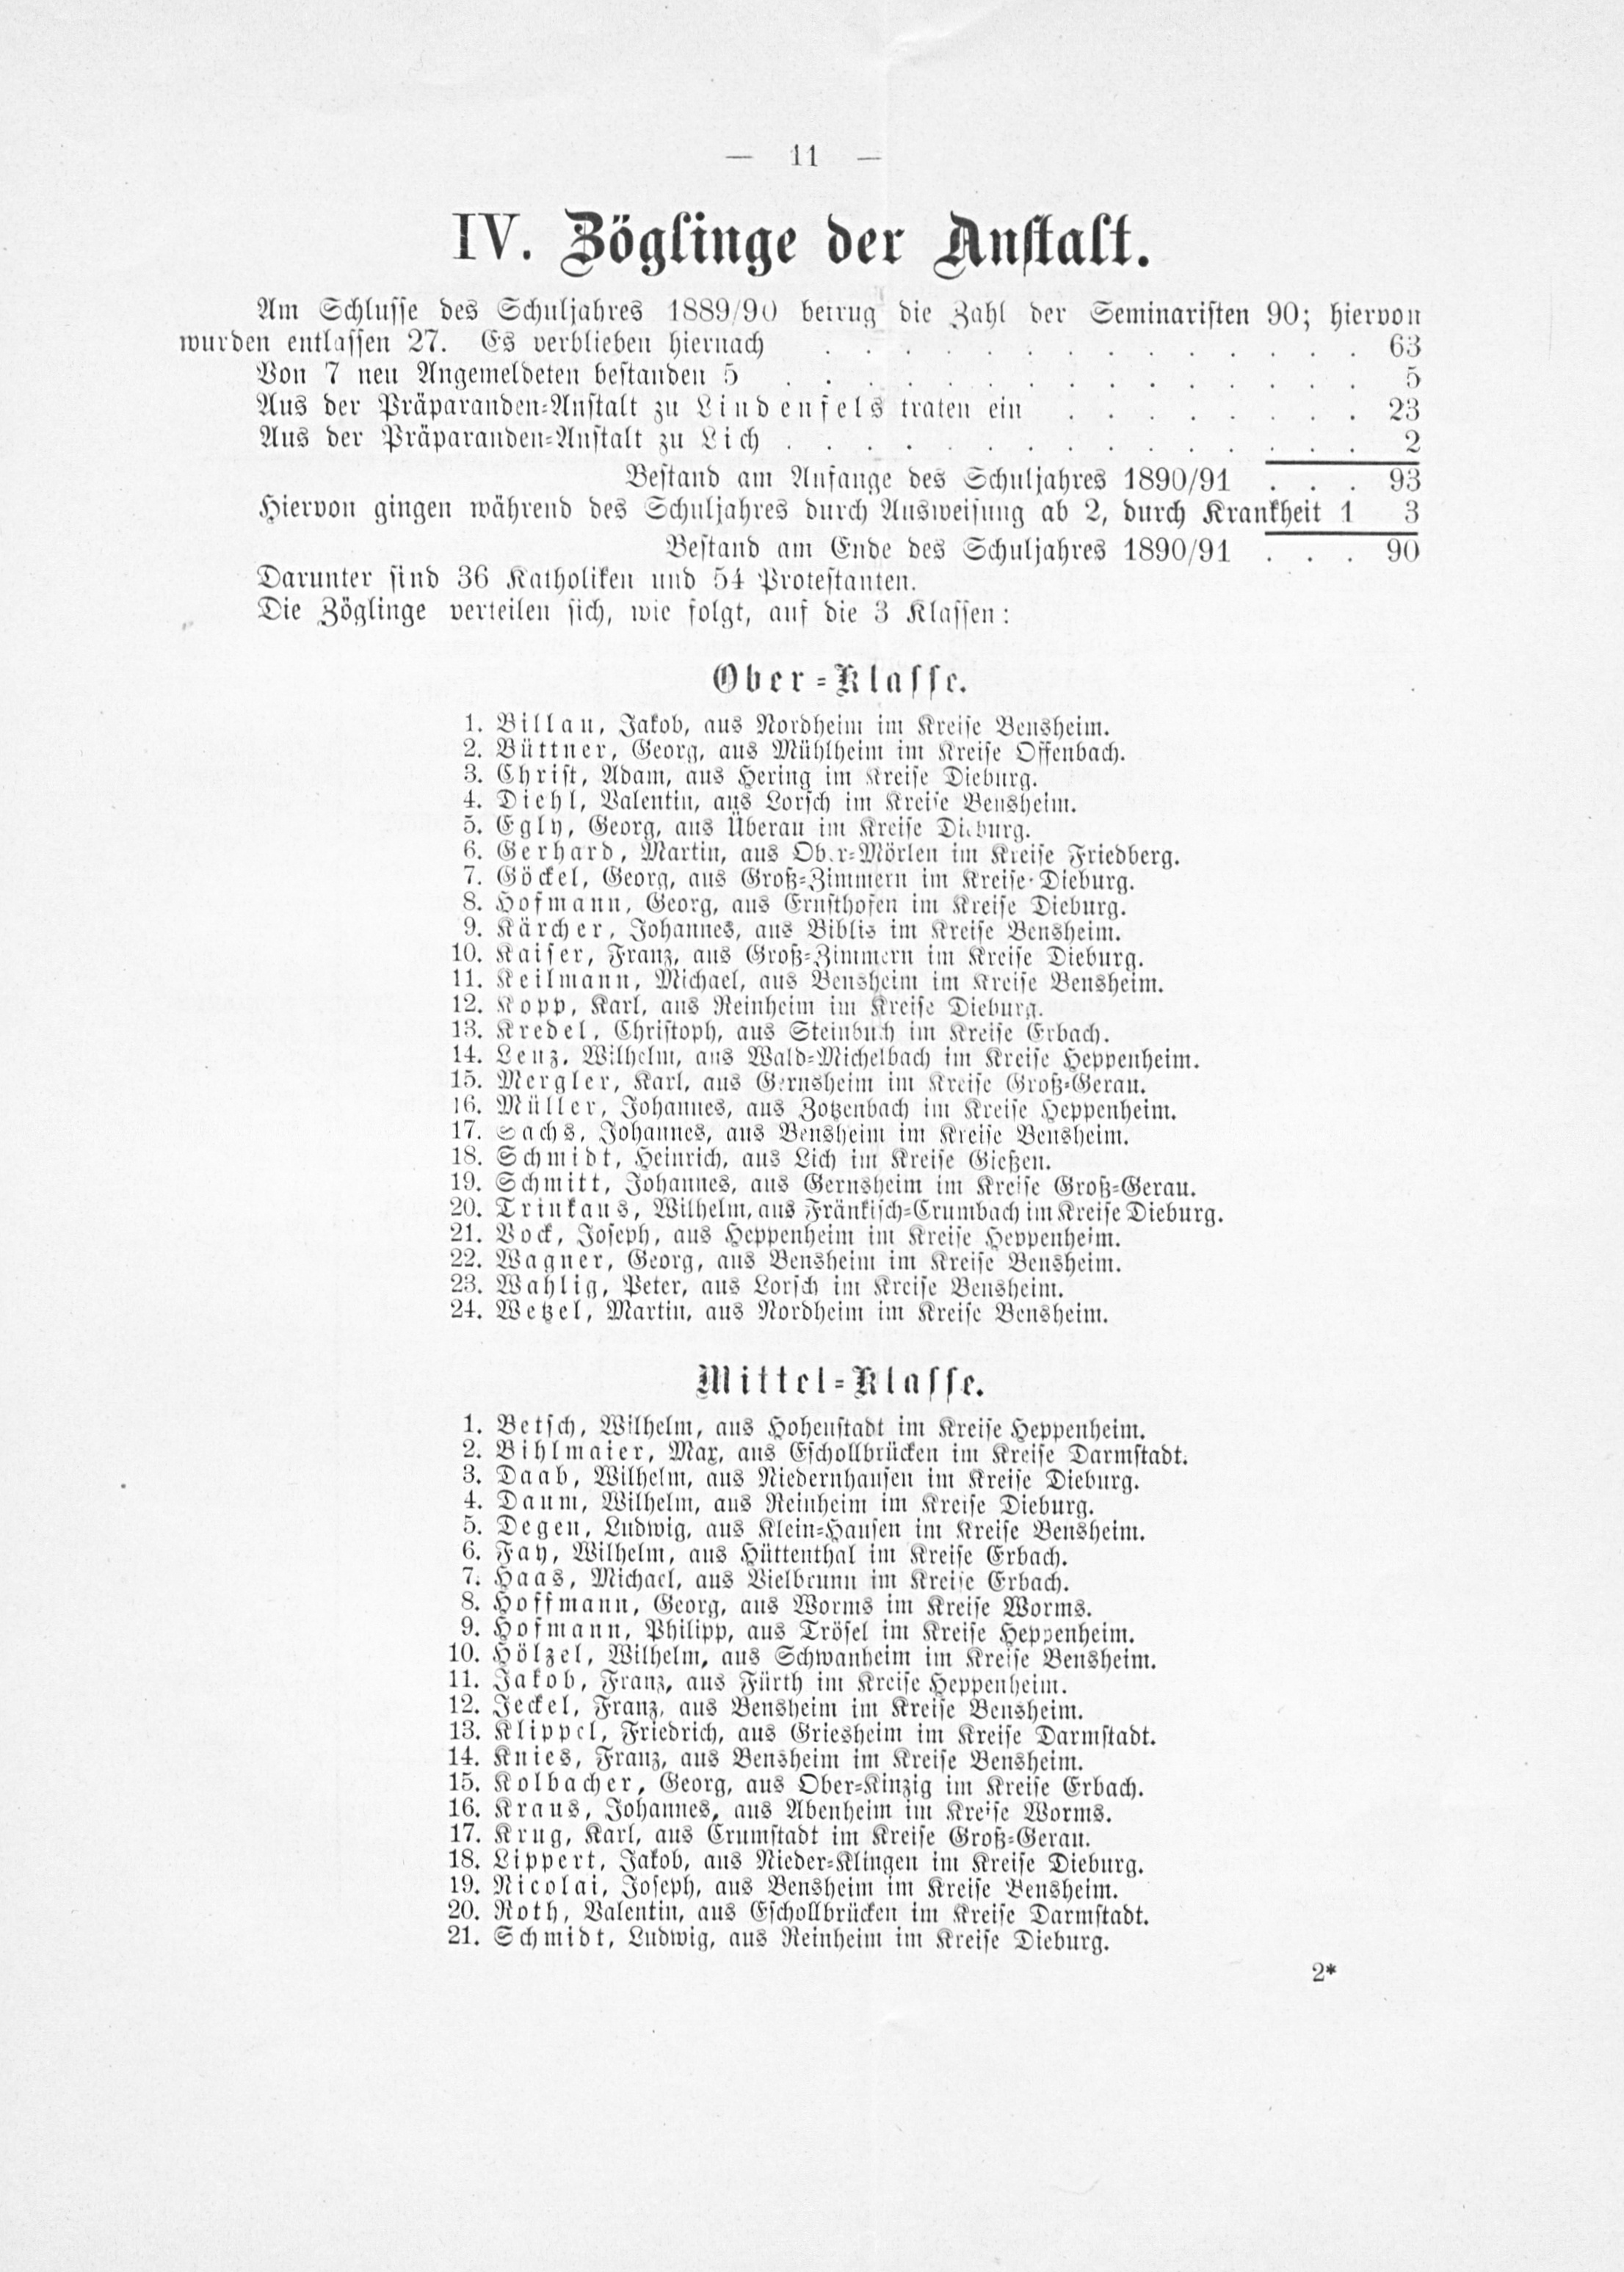 — 11 —
IV. Zöglinge der Anstalt.
Am Schlusse des Schuljahres 1889/90 betrug die Zahl der Seminaristen 90; hiervon
wurden entlassen 27. Es verblieben hiernach . . . . . . . . . . . . . . 63
Von 7 neu Angemeldeten bestanden 5 . . . . . . . . . . . . . . . 5
Aus der Präparanden-Anstalt zu Lindenfels traten ein . . . . . . . . 23
Aus der Präparanden-Anstalt zu Lich . . . . . . . . . . . . . . . 2
Bestand am Anfange des Schuljahres 1890/91 . . . 93
Hiervon gingen während des Schuljahres durch Ausweisung ab 2, durch Krankheit 1 3
Bestand am Ende des Schuljahres 1890/91 . . . 90
Darunter sind 36 Katholiken und 54 Protestanten.
Die Zöglinge verteilen sich, wie folgt, auf die 3 Klassen:
Ober-Klasse.
1. Billau, Jakob, aus Nordheim im Kreise Bensheim.
2. Büttner, Georg, aus Mühlheim im Kreise Offenbach.
3. Christ, Adam, aus Hering im Kreise Dieburg.
4. Diehl, Valentin, aus Lorsch im Kreise Bensheim.
5. Egly, Georg, aus Überau im Kreise Dieburg.
6. Gerhard, Martin, aus Ober-Mörlen im Kreise Friedberg.
7. Göckel, Georg, aus Groß-Zimmern im Kreise Dieburg.
8. Hofmann, Georg, aus Ernsthofen im Kreise Dieburg.
9. Kärcher, Johannes, aus Biblis im Kreise Bensheim.
10. Kaiser, Franz, aus Groß-Zimmern im Kreise Dieburg.
11. Keilmann, Michael, aus Bensheim im Kreise Bensheim.
12. Kopp, Karl, aus Reinheim im Kreise Dieburg.
13. Kredel, Christoph, aus Steinbuch im Kreise Erbach.
14. Lenz, Wilhelm, aus Wald-Michelbach im Kreise Heppenheim.
15. Mergler, Karl, aus Gernsheim im Kreise Groß-Gerau.
16. Müller, Johannes, aus Zotzenbach im Kreise Heppenheim.
17. Sachs, Johannes, aus Bensheim im Kreise Bensheim.
18. Schmidt, Heinrich, aus Lich im Kreise Gießen.
19. Schmitt, Johannes, aus Gernsheim im Kreise Groß-Gerau.
20. Trinkaus, Wilhelm, aus Fränkisch-Crumbach im Kreise Dieburg.
21. Vock, Joseph, aus Heppenheim im Kreise Heppenheim.
22. Wagner, Georg, aus Bensheim im Kreise Bensheim.
23. Wahlig, Peter, aus Lorsch im Kreise Bensheim.
24. Wetzel, Martin, aus Nordheim im Kreise Bensheim.
Mittel-Klasse.
1. Betsch, Wilhelm, aus Hohenstadt im Kreise Heppenheim.
2. Bihlmaier, Max, aus Eschollbrücken im Kreise Darmstadt.
3. Daab, Wilhelm, aus Niedernhausen im Kreise Dieburg.
4. Daum, Wilhelm, aus Reinheim im Kreise Dieburg.
5. Degen, Ludwig, aus Klein-Hausen im Kreise Bensheim.
6. Fay, Wilhelm, aus Hüttenthal im Kreise Erbach.
7. Haas, Michael, aus Vielbrunn im Kreise Erbach.
8. Hoffmann, Georg, aus Worms im Kreise Worms.
9. Hofmann, Philipp, aus Trösel im Kreise Heppenheim.
10. Hölzel, Wilhelm, aus Schwanheim im Kreise Bensheim.
11. Jakob, Franz, aus Fürth im Kreise Heppenheim.
12. Jeckel, Franz, aus Bensheim im Kreise Bensheim.
13. Klippel, Friedrich, aus Griesheim im Kreise Darmstadt.
14. Knies, Franz, aus Bensheim im Kreise Bensheim.
15. Kolbacher, Georg, aus Ober-Kinzig im Kreise Erbach.
16. Kraus, Johannes, aus Abenheim im Kreise Worms.
17. Krug, Karl, aus Crumstadt im Kreise Groß-Gerau.
18. Lippert, Jakob, aus Nieder-Klingen im Kreise Dieburg.
19. Nicolai, Joseph, aus Bensheim im Kreise Bensheim.
20. Roth, Valentin, aus Eschollbrücken im Kreise Darmstadt.
21. Schmidt, Ludwig, aus Reinheim im Kreise Dieburg.
2*